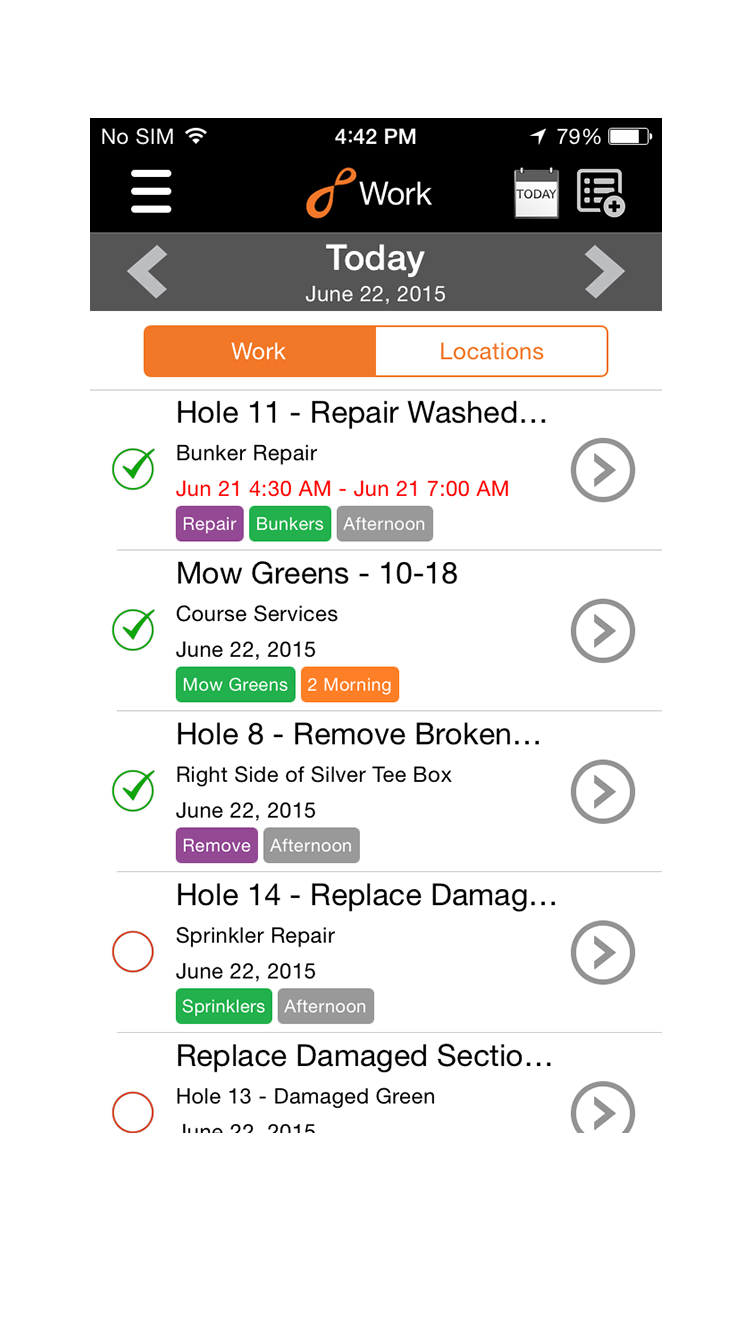 No SIM 4:42 PM 79%
Work TODAY
Today
June 22, 2015
Work Locations
Hole 11 - Repair Washed...
Bunker Repair
Jun 21 4:30 AM - Jun 21 7:00 AM
Repair Bunkers Afternoon
Mow Greens - 10-18
Course Services
June 22, 2015
Mow Greens 2 Morning
Hole 8 - Remove Broken...
Right Side of Silver Tee Box
June 22, 2015
Remove Afternoon
Hole 14 - Replace Damag...
Sprinkler Repair
June 22, 2015
Sprinklers Afternoon
Replace Damaged Sectio...
Hole 13 - Damaged Green
June 22, 2015